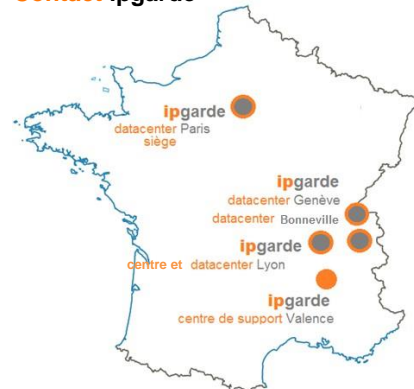 Contact ipgarde
ipgarde
datacenter Paris
siège
ipgarde
datacenter Genève
datacenter Bonneville
ipgarde
centre et datacenter Lyon
ipgarde
centre de support Valence